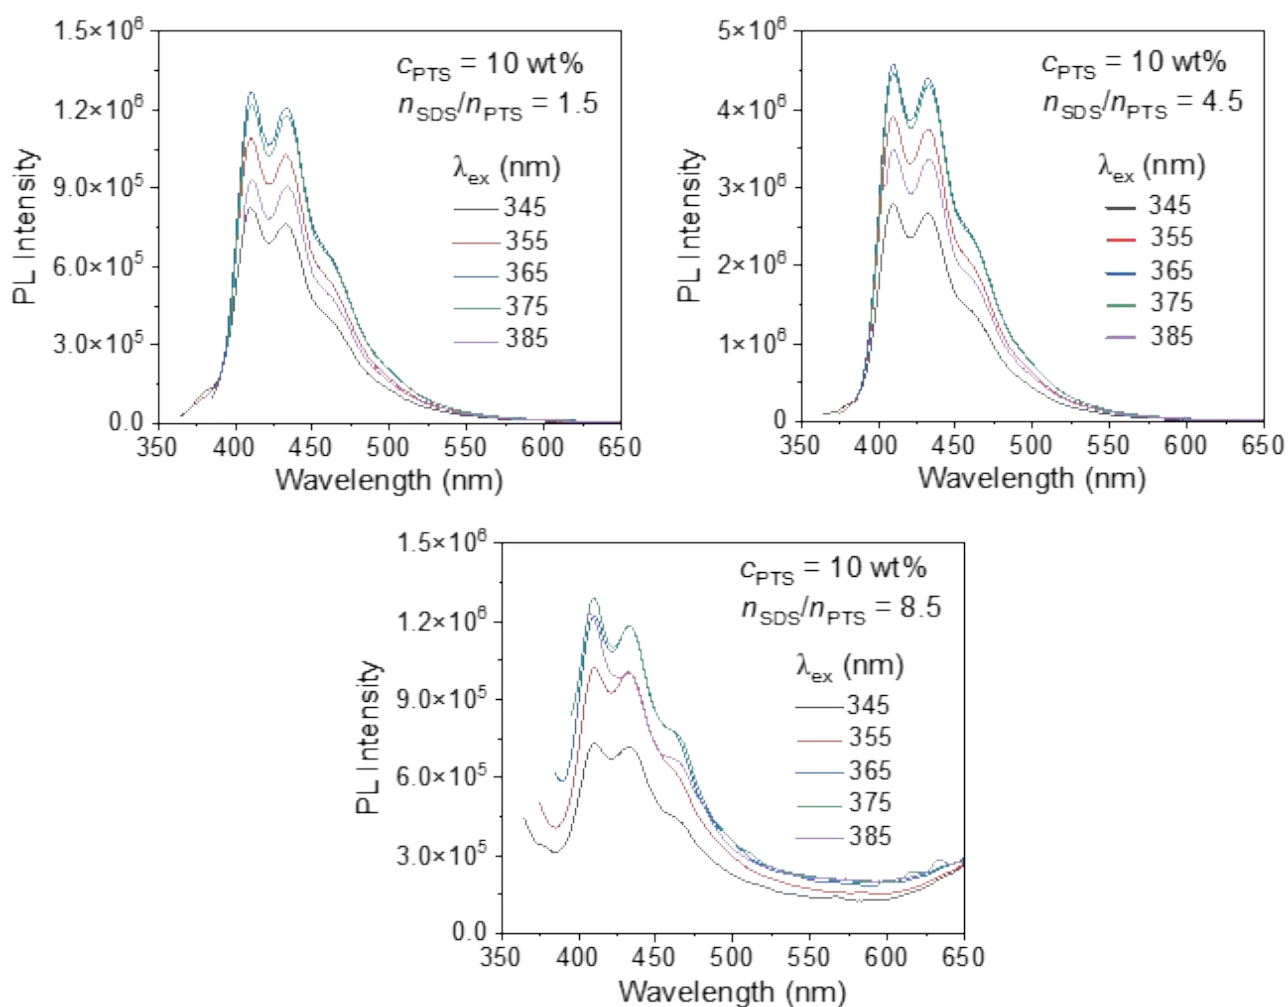 1.5×10⁶
1.2×10⁶
9.0×10⁵
6.0×10⁵
3.0×10⁵
0.0
PL Intensity
350 400 450 500 550 600 650
Wavelength (nm)
c_PTS = 10 wt%
n_SDS/n_PTS = 1.5
λ_ex (nm)
345
355
365
375
385
5×10⁶
4×10⁶
3×10⁶
2×10⁶
1×10⁶
0
PL Intensity
350 400 450 500 550 600 650
Wavelength (nm)
c_PTS = 10 wt%
n_SDS/n_PTS = 4.5
λ_ex (nm)
345
355
365
375
385
1.5×10⁶
1.2×10⁶
9.0×10⁵
6.0×10⁵
3.0×10⁵
0.0
PL Intensity
350 400 450 500 550 600 650
Wavelength (nm)
c_PTS = 10 wt%
n_SDS/n_PTS = 8.5
λ_ex (nm)
345
355
365
375
385